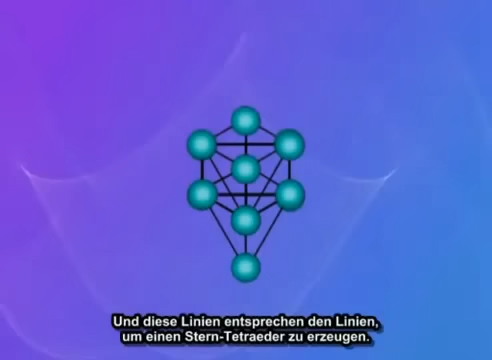 Und diese Linien entsprechen den Linien,
um einen Stern-Tetraeder zu erzeugen.